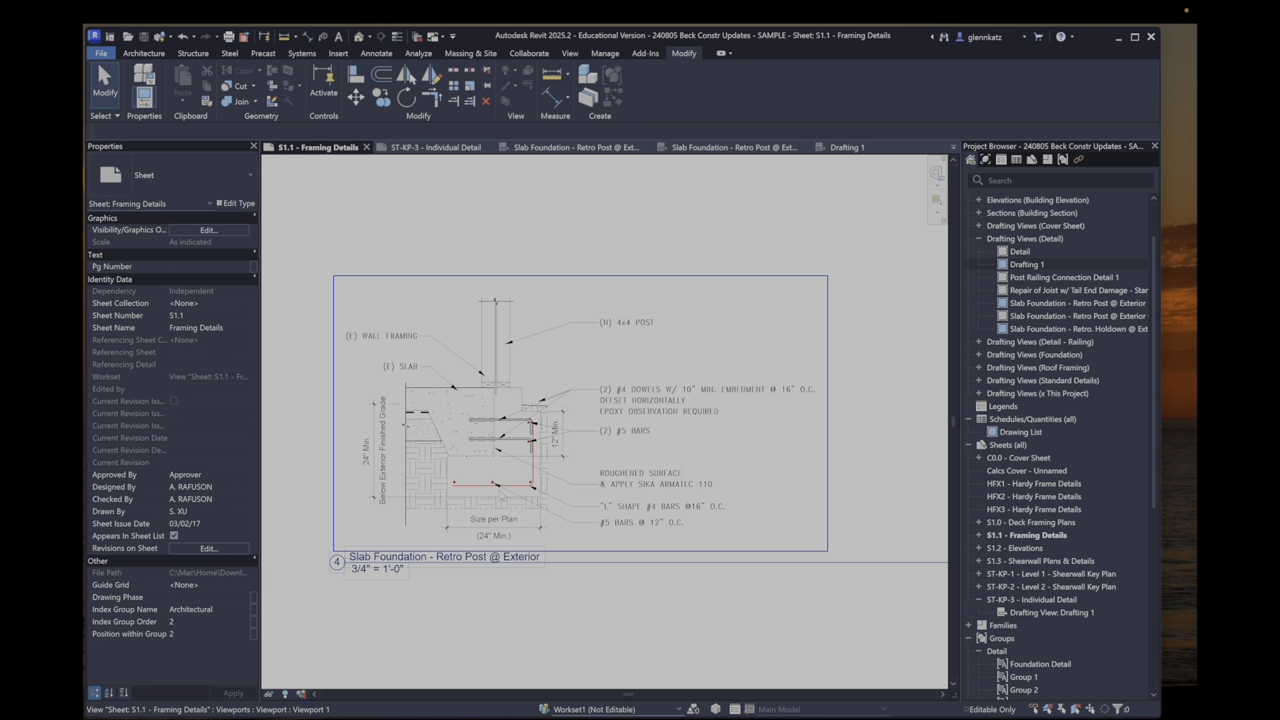 Autodesk Revit 2025.2 - Educational Version - 240805 Beck Constr Updates - SAMPLE - Sheet: S1.1 - Framing Details
glennkatz
File Architecture Structure Steel Precast Systems Insert Annotate Analyze Massing & Site Collaborate View Manage Add-Ins Modify
Modify
Properties
Paste
Cope
Cut
Join
Activate
Select Properties Clipboard Geometry Controls Modify View Measure Create
Properties
S1.1 - Framing Details
ST-KP-3 - Individual Detail
Slab Foundation - Retro Post @ Ext...
Slab Foundation - Retro Post @ Ext...
Drafting 1
Project Browser - 240805 Beck Constr Updates - SA...
Sheet
Sheet: Framing Details
Edit Type
Graphics
Visibility/Graphics O... Edit...
Scale As indicated
Text
Pg Number
Identity Data
Dependency Independent
Sheet Collection <None>
Sheet Number S1.1
Sheet Name Framing Details
Referencing Sheet C... <None>
Referencing Sheet
Referencing Detail
Workset View "Sheet: S1 - Fr...
Edited by
Current Revision Iss...
Current Revision Iss...
Current Revision Iss...
Current Revision Date
Current Revision
Approved By Approver
Designed By A. RAFUSON
Checked By A. RAFUSON
Drawn By S. XU
Sheet Issue Date 03/02/17
Appears In Sheet List
Revisions on Sheet Edit...
Other
File Path C:\Mac\Home\Downl...
Guide Grid <None>
Drawing Phase
Index Group Name Architectural
Index Group Order 2
Position within Group 2
Apply
(N) 4x4 POST
(E) WALL FRAMING
(E) SLAB
(2) #4 DOWELS W/ 10" MIN. EMBEDMENT @ 16" O.C.
OFFSET HORIZONTALLY
EPOXY OBSERVATION REQUIRED
(2) #5 BARS
12" Min.
24" Min.
Below Exterior Finished Grade
ROUGHENED SURFACE
& APPLY SIKA ARMATEC 110
"L" SHAPE #4 BARS @16" O.C.
#5 BARS @ 12" O.C.
Size per Plan
(24" Min.)
4
Slab Foundation - Retro Post @ Exterior
3/4" = 1'-0"
Search
Elevations (Building Elevation)
Sections (Building Section)
Drafting Views (Cover Sheet)
Drafting Views (Detail)
Detail
Drafting 1
Post Railing Connection Detail 1
Repair of Joist w/ Tail End Damage - Star
Slab Foundation - Retro Post @ Exterior
Slab Foundation - Retro Post @ Exterior
Slab Foundation - Retro. Holdown @ Ext
Drafting Views (Detail - Railing)
Drafting Views (Foundation)
Drafting Views (Roof Framing)
Drafting Views (Standard Details)
Drafting Views (x This Project)
Legends
Schedules/Quantities (all)
Drawing List
Sheets (all)
C0.0 - Cover Sheet
Calcs Cover - Unnamed
HFX1 - Hardy Frame Details
HFX2 - Hardy Frame Details
HFX3 - Hardy Frame Details
S1.0 - Deck Framing Plans
S1.1 - Framing Details
S1.2 - Elevations
S1.3 - Shearwall Plans & Details
ST-KP-1 - Level 1 - Shearwall Key Plan
ST-KP-2 - Level 2 - Shearwall Key Plan
ST-KP-3 - Individual Detail
Drafting View: Drafting 1
Families
Groups
Detail
Foundation Detail
Group 1
Group 2
View "Sheet: S1.1 - Framing Details" : Viewports : Viewport : Viewport 1
Workset1 (Not Editable)
Main Model
Editable Only
:0